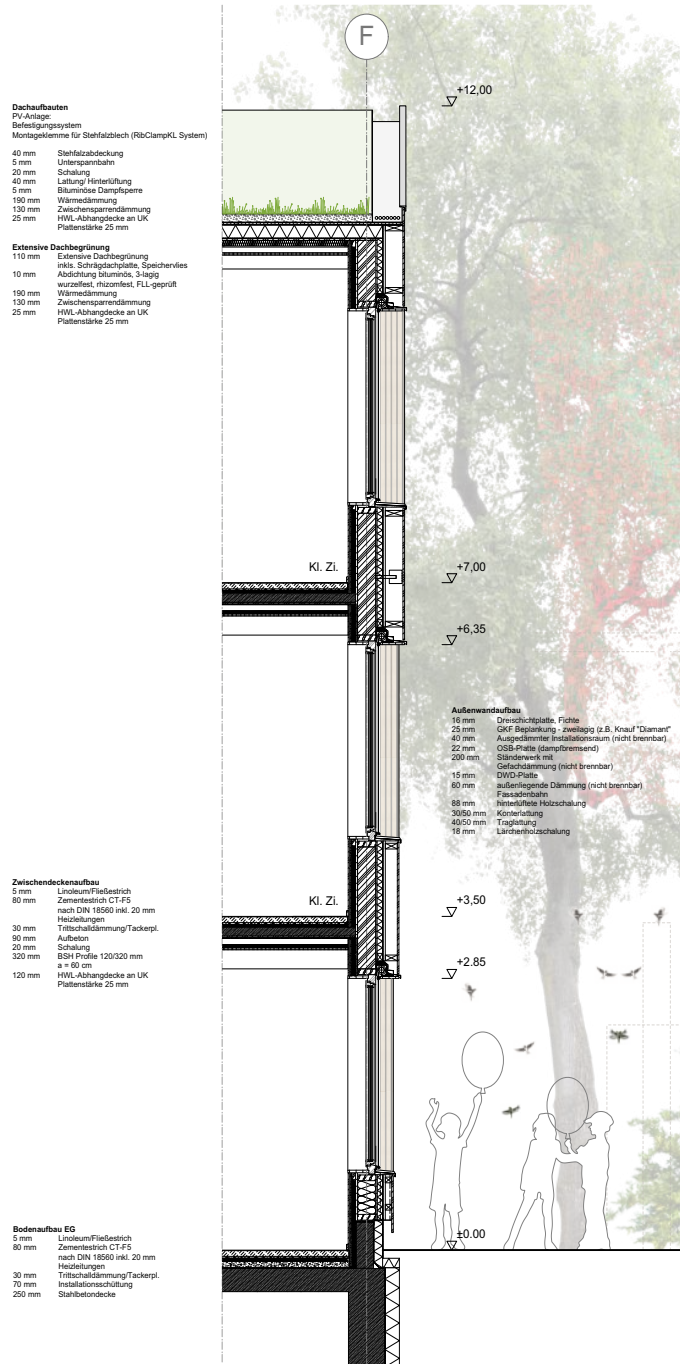 F
+12,00
Dachaufbauten
PV-Anlage:
Befestigungssystem
Montageklemme für Stehfalzblech (RibClampKL System)
40 mm Stehfalzabdeckung
5 mm Unterspannbahn
20 mm Schalung
40 mm Lattung/ Hinterlüftung
5 mm Bituminöse Dampfsperre
190 mm Wärmedämmung
130 mm Zwischensparrendämmung
25 mm HWL-Abhangdecke an UK
Plattenstärke 25 mm
Extensive Dachbegrünung
110 mm Extensive Dachbegrünung
inkls. Schrägdachplatte, Speichervlies
10 mm Abdichtung bituminös, 3-lagig
wurzelfest, rhizomfest, FLL-geprüft
190 mm Wärmedämmung
130 mm Zwischensparrendämmung
25 mm HWL-Abhangdecke an UK
Plattenstärke 25 mm
Kl. Zi.
+7,00
+6,35
Außenwandaufbau
16 mm Dreischichtplatte, Fichte
25 mm GKF Beplankung - zweilagig (z.B. Knauf "Diamant"
40 mm Ausgedämmter Installationsraum (nicht brennbar)
22 mm OSB-Platte (dampfbremsend)
200 mm Ständerwerk mit
Gefachdämmung (nicht brennbar)
15 mm DWD-Platte
60 mm außenliegende Dämmung (nicht brennbar)
Fassadenbahn
88 mm hinterlüftete Holzschalung
30/50 mm Konterlattung
40/50 mm Traglattung
18 mm Lärchenholzschalung
Zwischendeckenaufbau
5 mm Linoleum/Fließestrich
80 mm Zementestrich CT-F5
nach DIN 18560 inkl. 20 mm
Heizleitungen
30 mm Trittschalldämmung/Tackerpl.
90 mm Aufbeton
20 mm Schalung
320 mm BSH Profile 120/320 mm
a = 60 cm
120 mm HWL-Abhangdecke an UK
Plattenstärke 25 mm
Kl. Zi.
+3,50
+2.85
Bodenaufbau EG
5 mm Linoleum/Fließestrich
80 mm Zementestrich CT-F5
nach DIN 18560 inkl. 20 mm
Heizleitungen
30 mm Trittschalldämmung/Tackerpl.
70 mm Installationsschüttung
250 mm Stahlbetondecke
±0.00